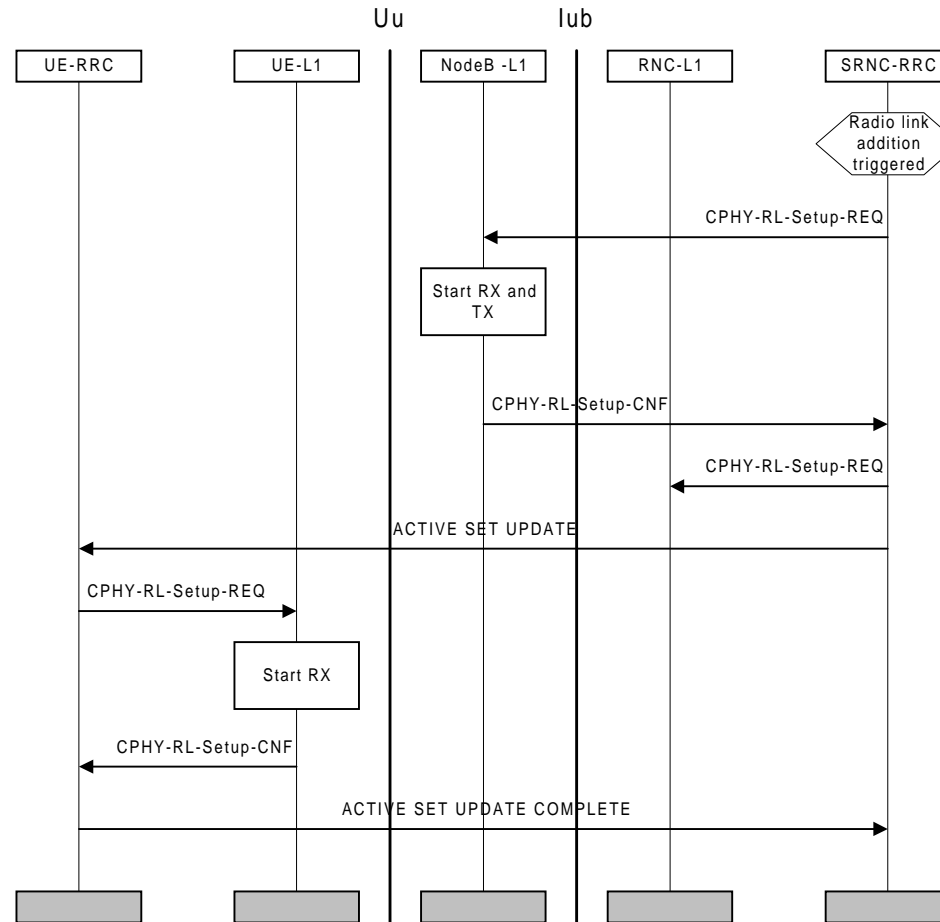 Uu
Iub
UE-RRC
UE-L1
NodeB -L1
RNC-L1
SRNC-RRC
Radio link
addition
triggered
CPHY-RL-Setup-REQ
Start RX and
TX
CPHY-RL-Setup-CNF
CPHY-RL-Setup-REQ
ACTIVE SET UPDATE
CPHY-RL-Setup-REQ
Start RX
CPHY-RL-Setup-CNF
ACTIVE SET UPDATE COMPLETE